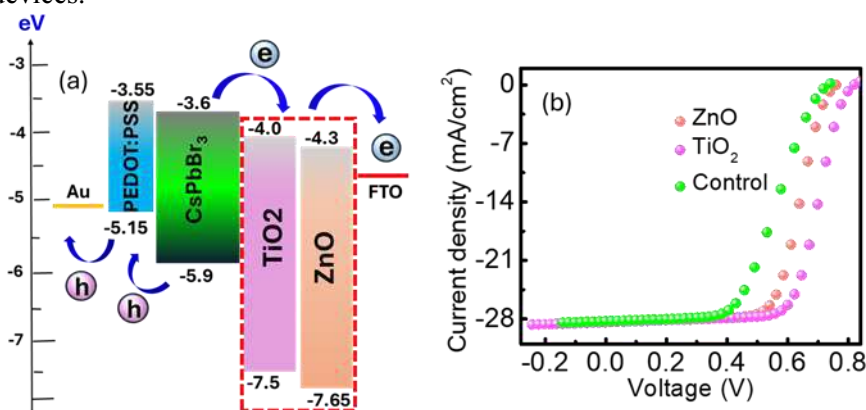 eV
(a)
-3
-4
-5
-6
-7
Au
-3.55
PEDOT:PSS
-5.15
h
h
-3.6
CsPbBr3
-5.9
e
-4.0
TiO2
-7.5
-4.3
ZnO
-7.65
e
FTO
(b)
Current density (mA/cm2)
0
-7
-14
-21
-28
ZnO
TiO2
Control
-0.2 0.0 0.2 0.4 0.6 0.8
Voltage (V)